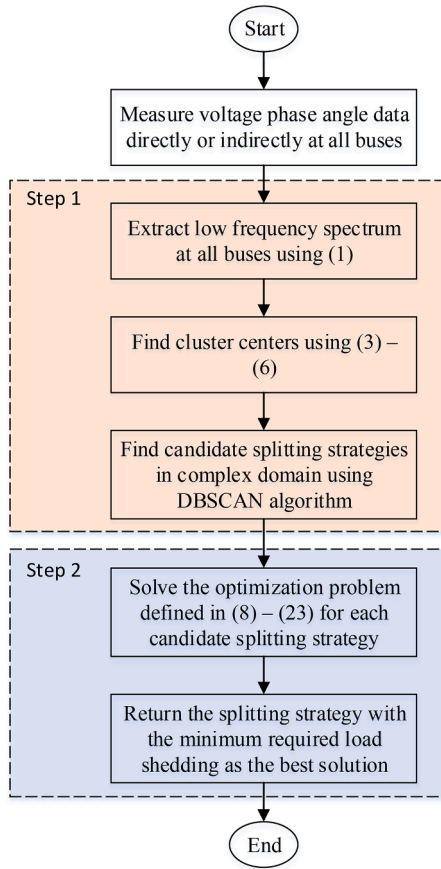 Start
Measure voltage phase angle data
directly or indirectly at all buses
Step 1
Extract low frequency spectrum
at all buses using (1)
Find cluster centers using (3) –
(6)
Find candidate splitting strategies
in complex domain using
DBSCAN algorithm
Step 2
Solve the optimization problem
defined in (8) – (23) for each
candidate splitting strategy
Return the splitting strategy with
the minimum required load
shedding as the best solution
End